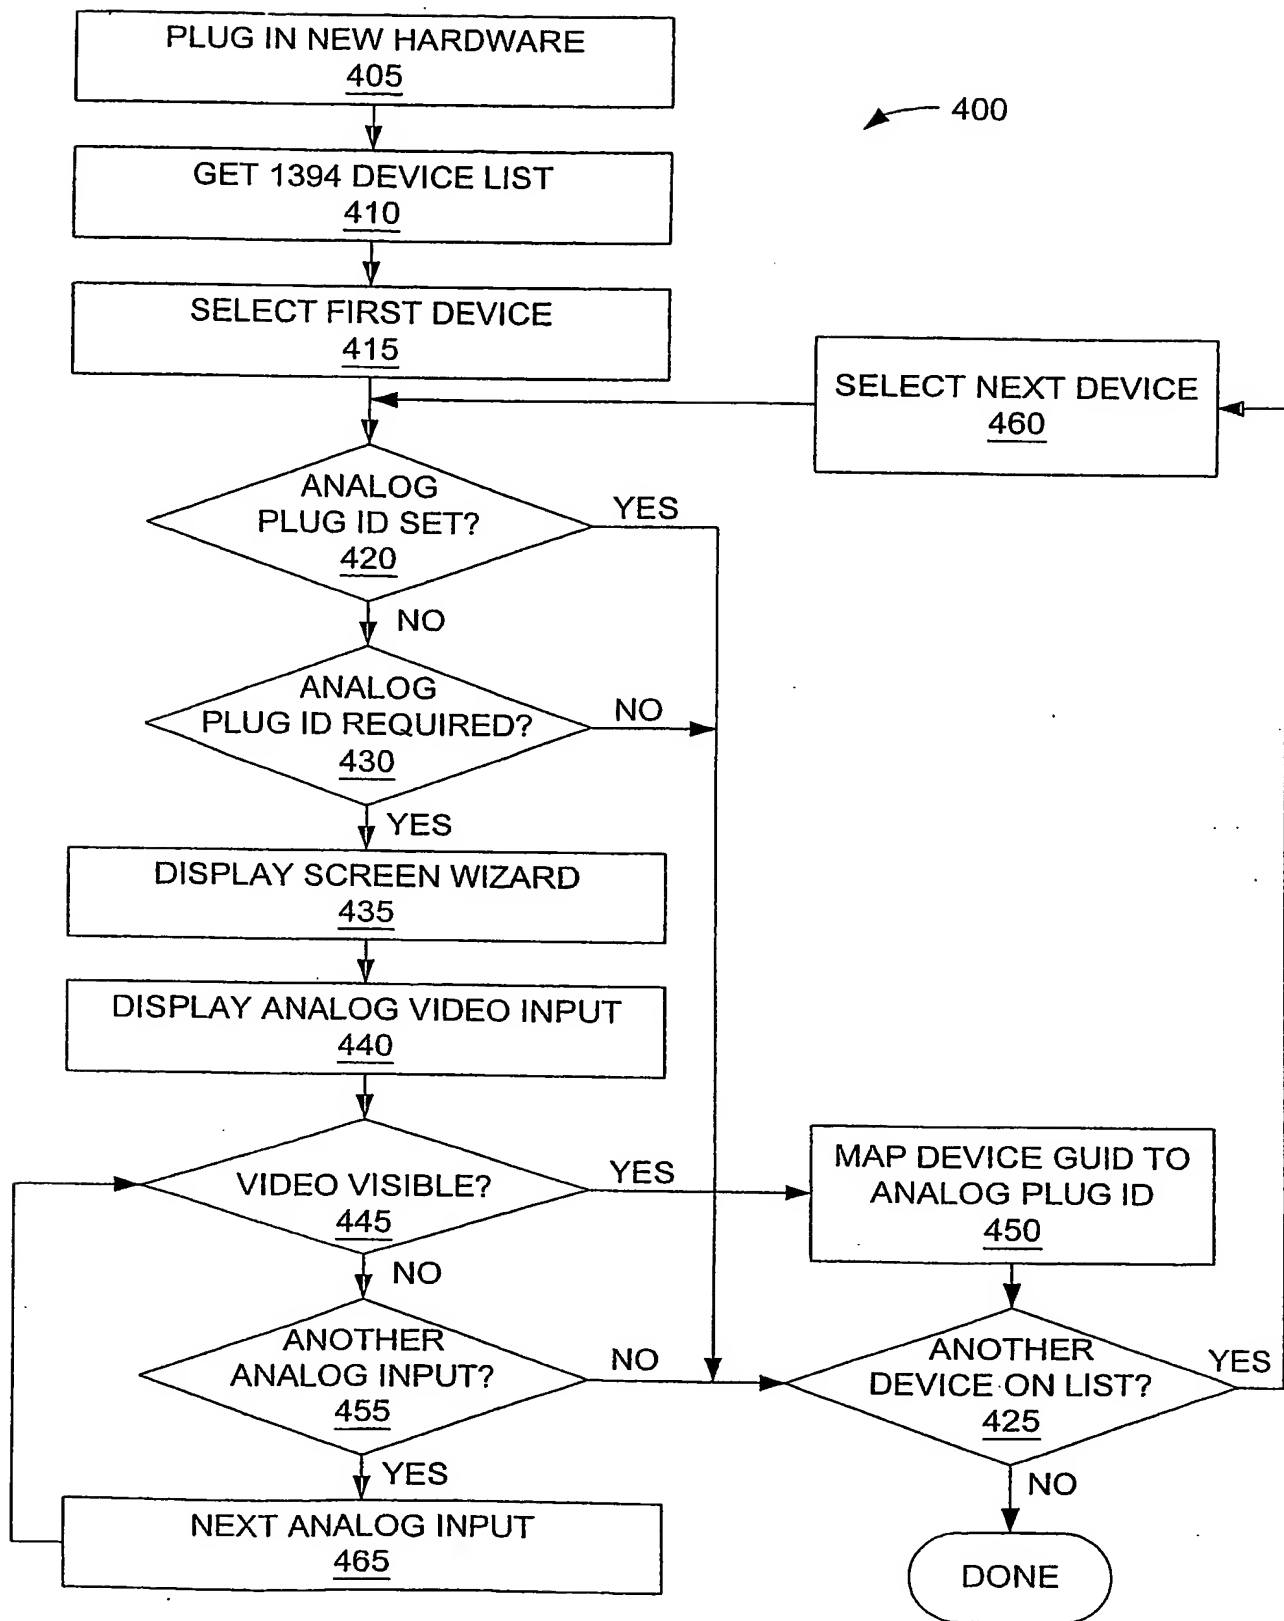 PLUG IN NEW HARDWARE
405
400
GET 1394 DEVICE LIST
410
SELECT FIRST DEVICE
415
SELECT NEXT DEVICE
460
ANALOG
PLUG ID SET?
420
YES
NO
ANALOG
PLUG ID REQUIRED?
430
NO
YES
DISPLAY SCREEN WIZARD
435
DISPLAY ANALOG VIDEO INPUT
440
VIDEO VISIBLE?
445
YES
NO
MAP DEVICE GUID TO
ANALOG PLUG ID
450
ANOTHER
ANALOG INPUT?
455
NO
YES
ANOTHER
DEVICE ON LIST?
425
YES
NO
NEXT ANALOG INPUT
465
DONE